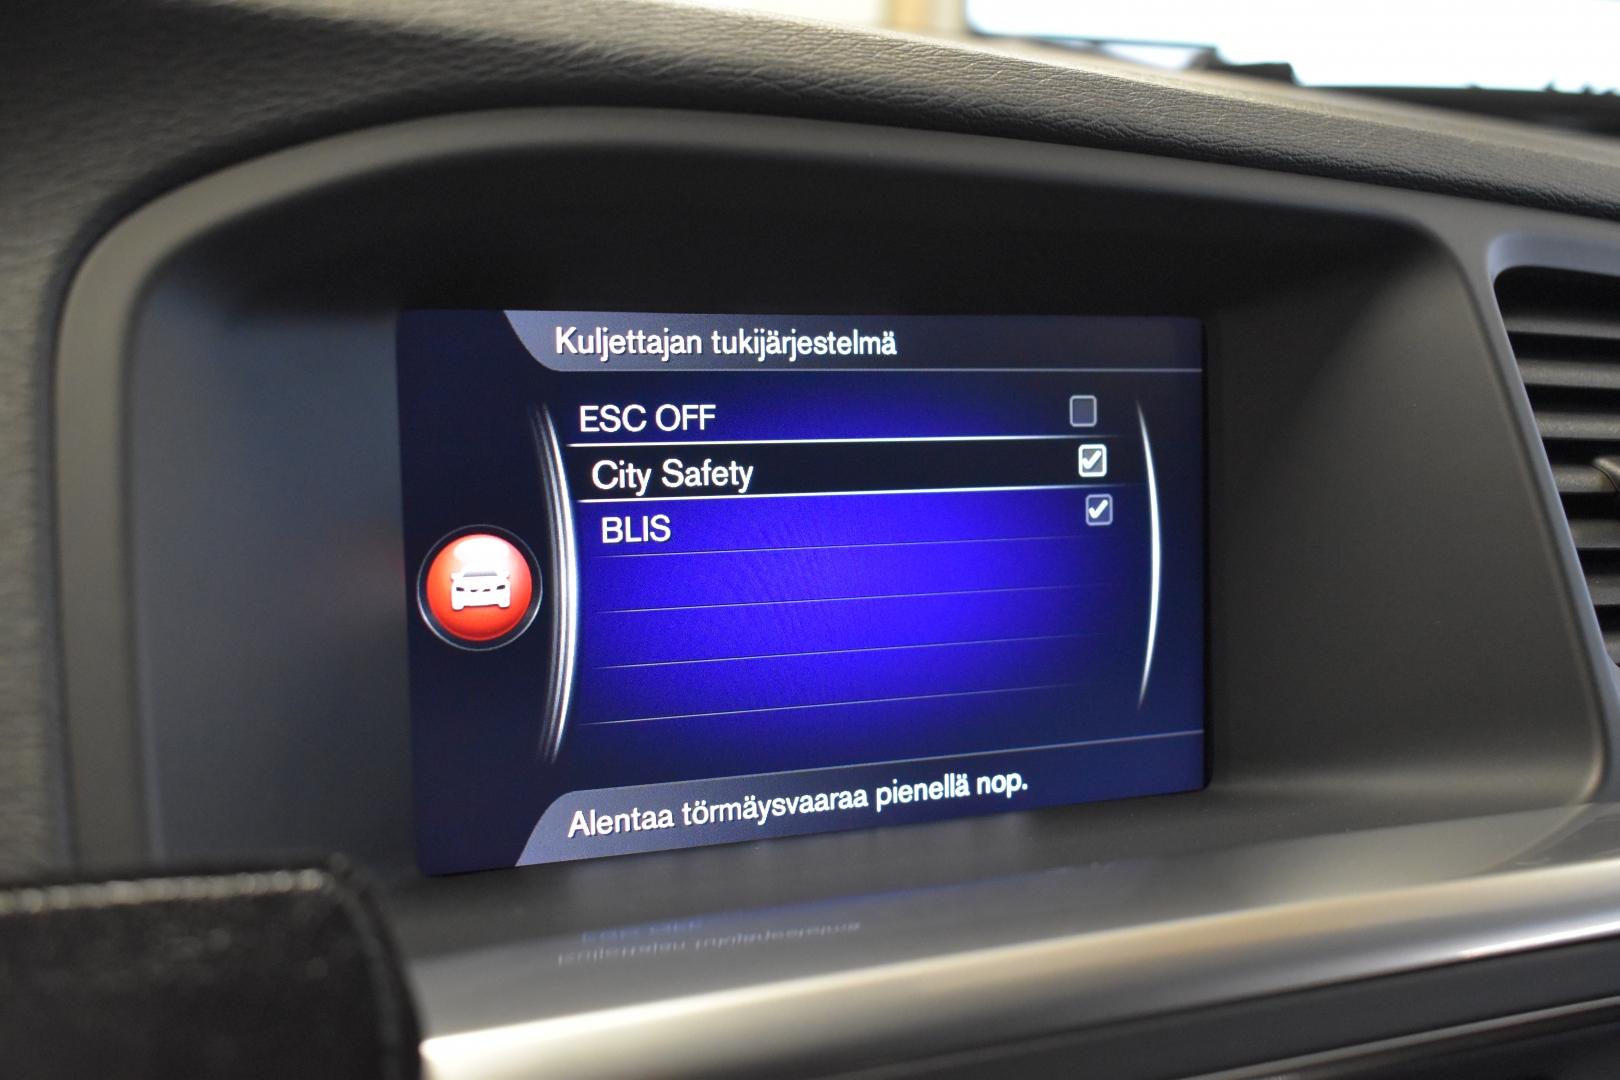 Kuljettajan tukijärjestelmä
ESC OFF
City Safety
BLIS
Alentaa törmäysvaaraa pienellä nop.